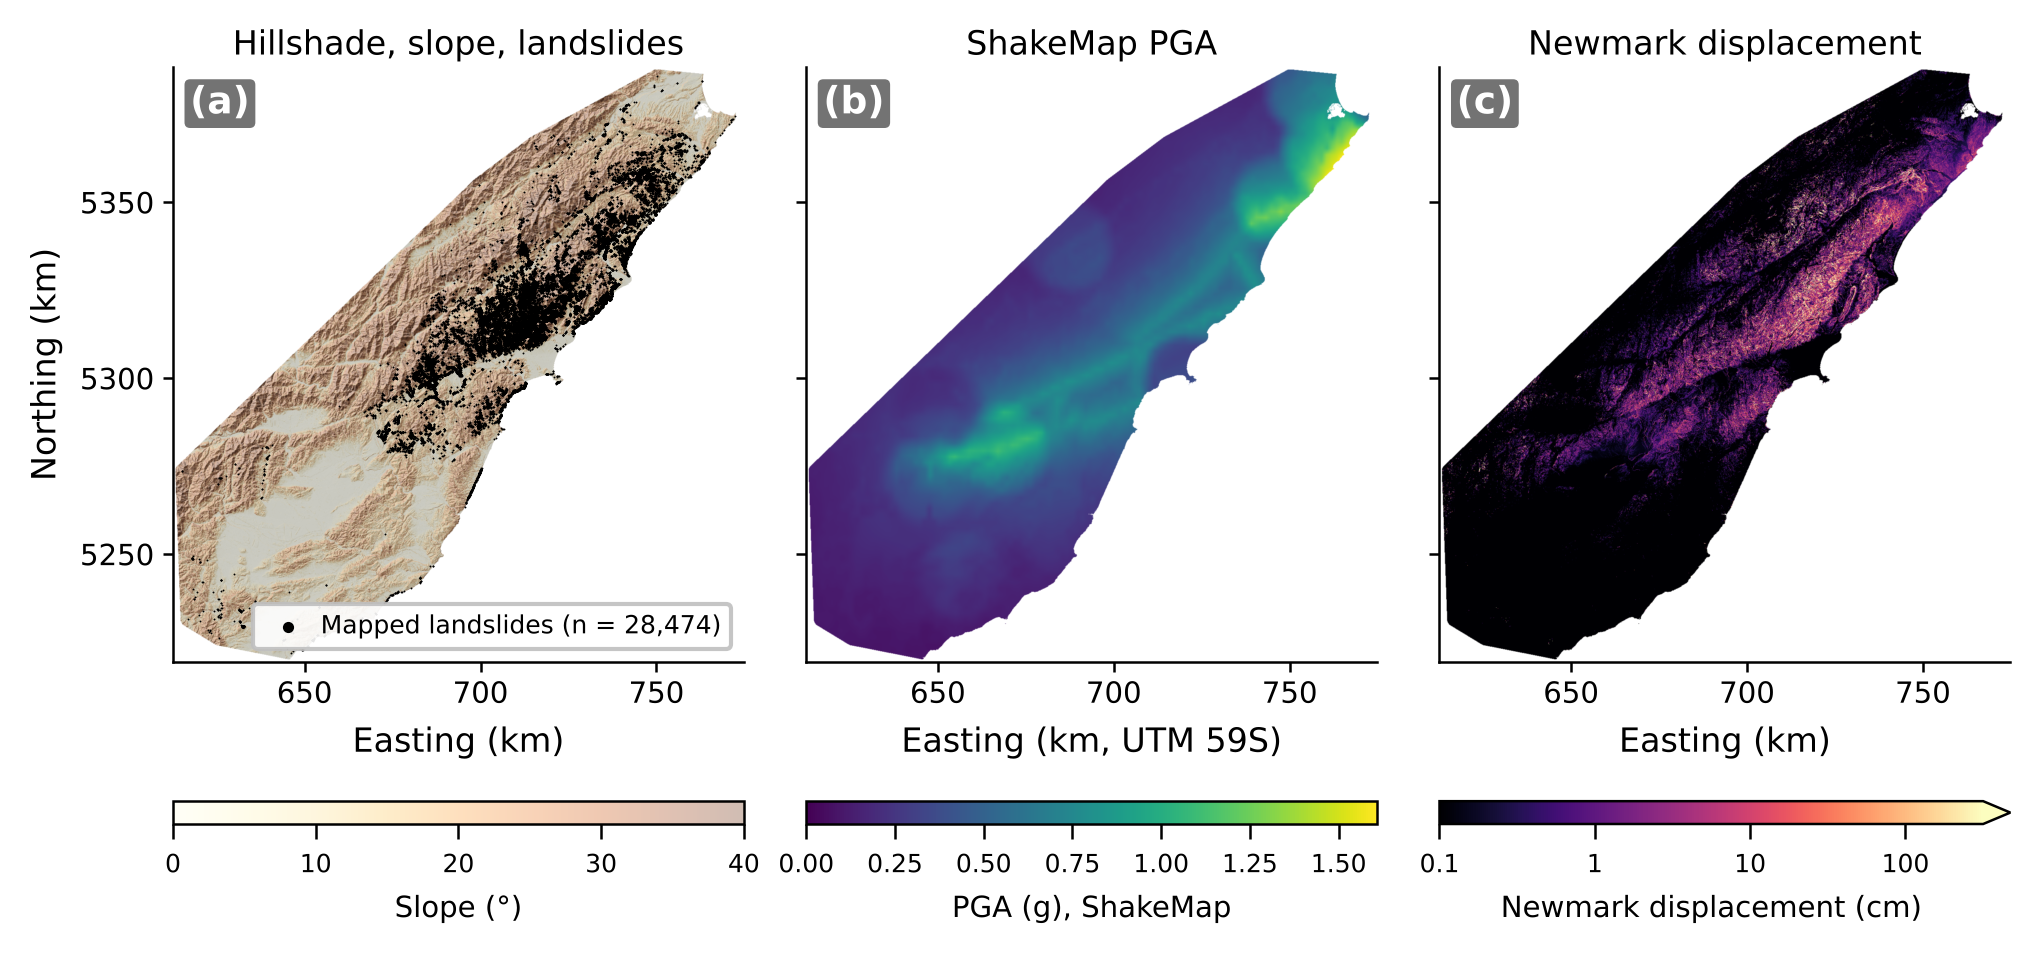 Hillshade, slope, landslides
ShakeMap PGA
Newmark displacement
(a)
(b)
(c)
Northing (km)
5350
5300
5250
Mapped landslides (n = 28,474)
650 700 750
650 700 750
650 700 750
Easting (km)
Easting (km, UTM 59S)
Easting (km)
0 10 20 30 40
0.00 0.25 0.50 0.75 1.00 1.25 1.50
0.1 1 10 100
Slope (°)
PGA (g), ShakeMap
Newmark displacement (cm)